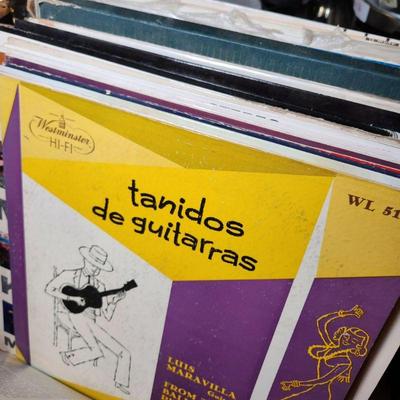 Westminster
HI-FI
WL 51
tanidos
de guitarras
LUIS
MARAVILLA
FROM